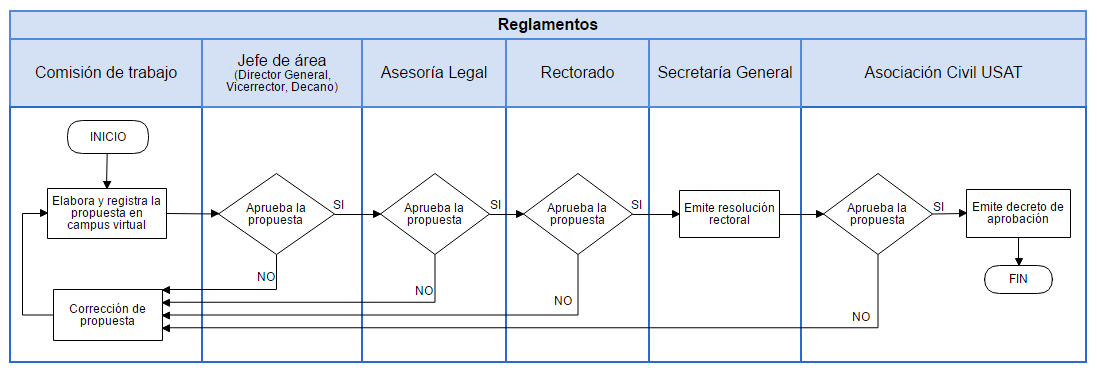 Reglamentos
Comisión de trabajo
Jefe de área
(Director General,
Vicerrector, Decano)
Asesoría Legal
Rectorado
Secretaría General
Asociación Civil USAT
INICIO
Elabora y registra la
propuesta en
campus virtual
Aprueba la
propuesta
SI
NO
Aprueba la
propuesta
SI
NO
Aprueba la
propuesta
SI
NO
Emite resolución
rectoral
Aprueba la
propuesta
SI
NO
Emite decreto de
aprobación
FIN
Corrección de
propuesta